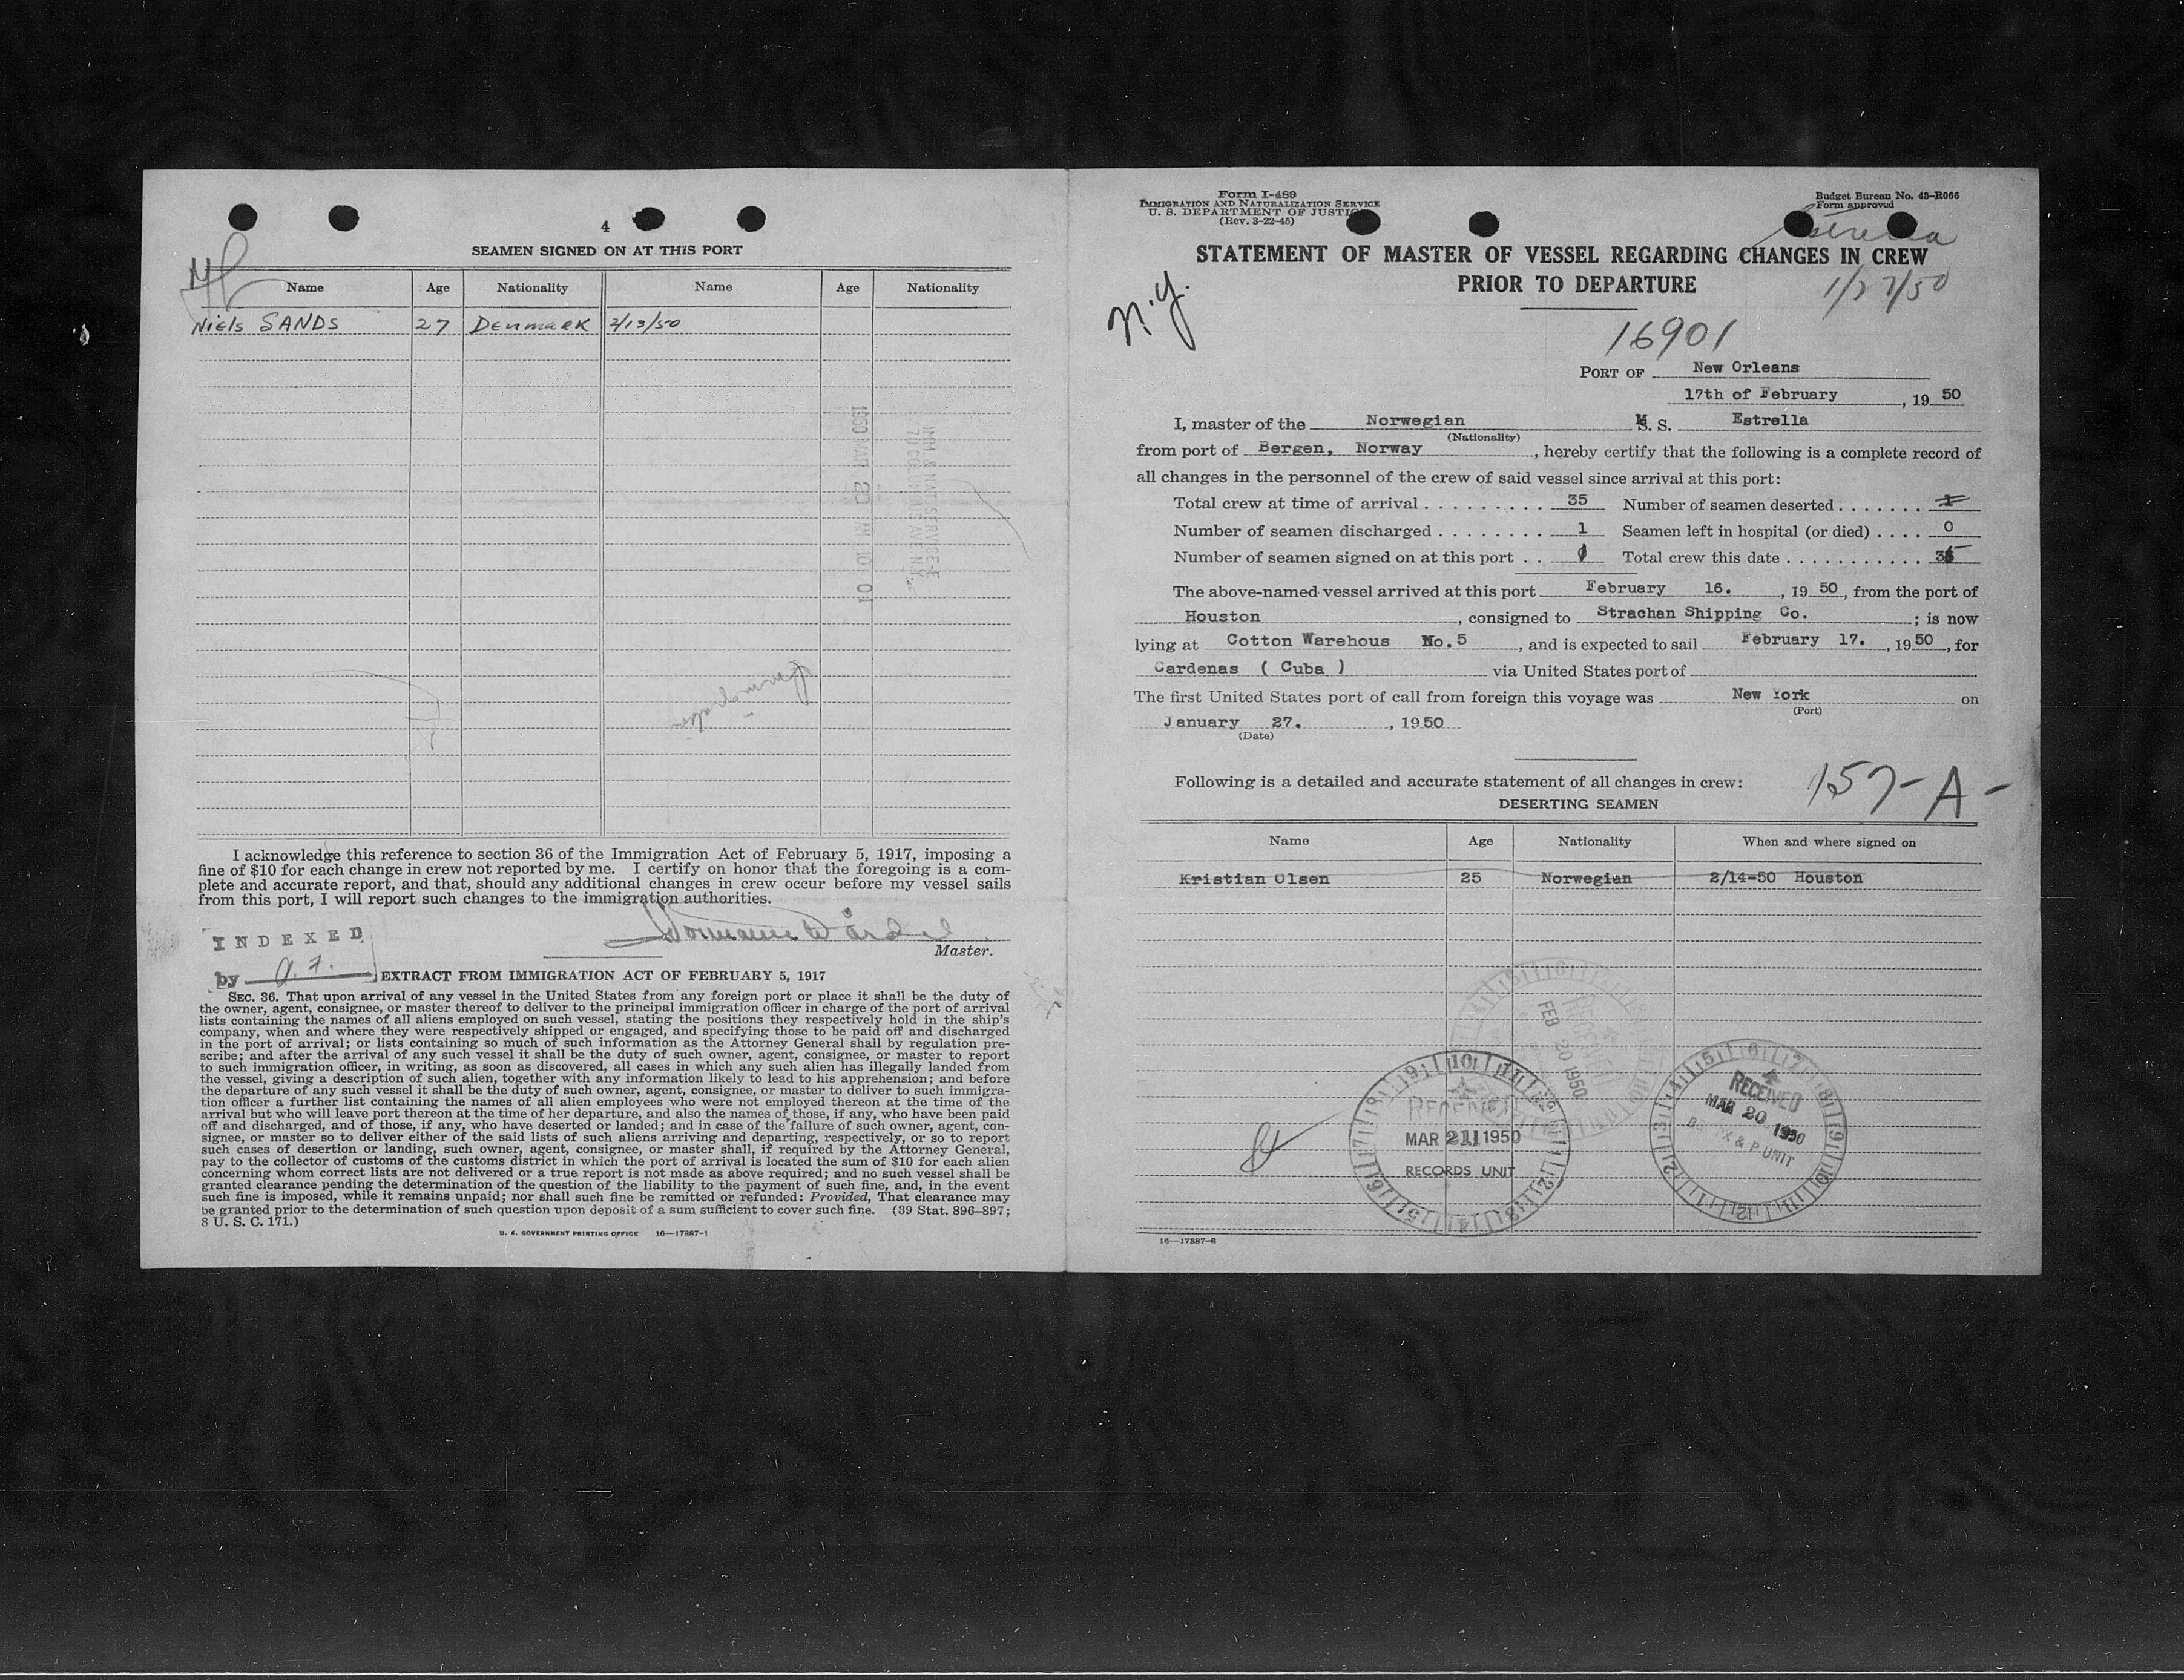 4
SEAMEN SIGNED ON AT THIS PORT
Name Age Nationality Name Age Nationality
Niels SANDS 27 Denmark 2/13/50
I acknowledge this reference to section 36 of the Immigration Act of February 5, 1917, imposing a
fine of $10 for each change in crew not reported by me. I certify on honor that the foregoing is a com-
plete and accurate report, and that, should any additional changes in crew occur before my vessel sails
from this port, I will report such changes to the immigration authorities.
INDEXED
Master.
by
EXTRACT FROM IMMIGRATION ACT OF FEBRUARY 5, 1917
SEC. 36. That upon arrival of any vessel in the United States from any foreign port or place it shall be the duty of
the owner, agent, consignee, or master thereof to deliver to the principal immigration officer in charge of the port of arrival
lists containing the names of all aliens employed on such vessel, stating the positions they respectively hold in the ship's
company, when and where they were respectively shipped or engaged, and specifying those to be paid off and discharged
in the port of arrival; or lists containing so much of such information as the Attorney General shall by regulation pre-
scribe; and after the arrival of any such vessel it shall be the duty of such owner, agent, consignee, or master to report
to such immigration officer, in writing, as soon as discovered, all cases in which any such alien has illegally landed from
the vessel, giving a description of such alien, together with any information likely to lead to his apprehension; and before
the departure of any such vessel it shall be the duty of such owner, agent, consignee, or master to deliver to such immigra-
tion officer a further list containing the names of all alien employees who were not employed thereon at the time of the
arrival but who will leave port thereon at the time of her departure, and also the names of those, if any, who have been paid
off and discharged, and of those, if any, who have deserted or landed; and in case of the failure of such owner, agent, con-
signee, or master so to deliver either of the said lists of such aliens arriving and departing, respectively, or so to report
such cases of desertion or landing, such owner, agent, consignee, or master shall, if required by the Attorney General,
pay to the collector of customs of the customs district in which the port of arrival is located the sum of $10 for each alien
concerning whom correct lists are not delivered or a true report is not made as above required; and no such vessel shall be
granted clearance pending the determination of the question of the liability to the payment of such fine, and, in the event
such fine is imposed, while it remains unpaid; nor shall such fine be remitted or refunded: Provided, That clearance may
be granted prior to the determination of such question upon deposit of a sum sufficient to cover such fine. (39 Stat. 896–897;
8 U. S. C. 171.)
U. S. GOVERNMENT PRINTING OFFICE 16—17387-1
Form I-489
IMMIGRATION AND NATURALIZATION SERVICE
U. S. DEPARTMENT OF JUSTICE
(Rev. 3-22-45)
Budget Bureau No. 43–R066
Form approved
Estrella
STATEMENT OF MASTER OF VESSEL REGARDING CHANGES IN CREW
PRIOR TO DEPARTURE
1/27/50
N.Y.
16901
PORT OF New Orleans
17th of February, 19 50
I, master of the Norwegian M. S. Estrella
(Nationality)
from port of Bergen, Norway, hereby certify that the following is a complete record of
all changes in the personnel of the crew of said vessel since arrival at this port:
Total crew at time of arrival 35 Number of seamen deserted 1
Number of seamen discharged 1 Seamen left in hospital (or died) 0
Number of seamen signed on at this port Total crew this date 35
The above-named vessel arrived at this port February 16., 19 50, from the port of
Houston, consigned to Strachan Shipping Co.; is now
lying at Cotton Warehous No.5, and is expected to sail February 17., 19 50, for
Cardenas ( Cuba ) via United States port of
The first United States port of call from foreign this voyage was New York on
(Port)
January 27., 19 50
(Date)
Following is a detailed and accurate statement of all changes in crew:
157-A-
DESERTING SEAMEN
Name Age Nationality When and where signed on
Kristian Olsen 25 Norwegian 2/14-50 Houston
FEB 20 1950
RECEIVED
MAR 21 1950
RECORDS UNIT
RECEIVED
MAR 20 1950
& P. UNIT
16—17387-8